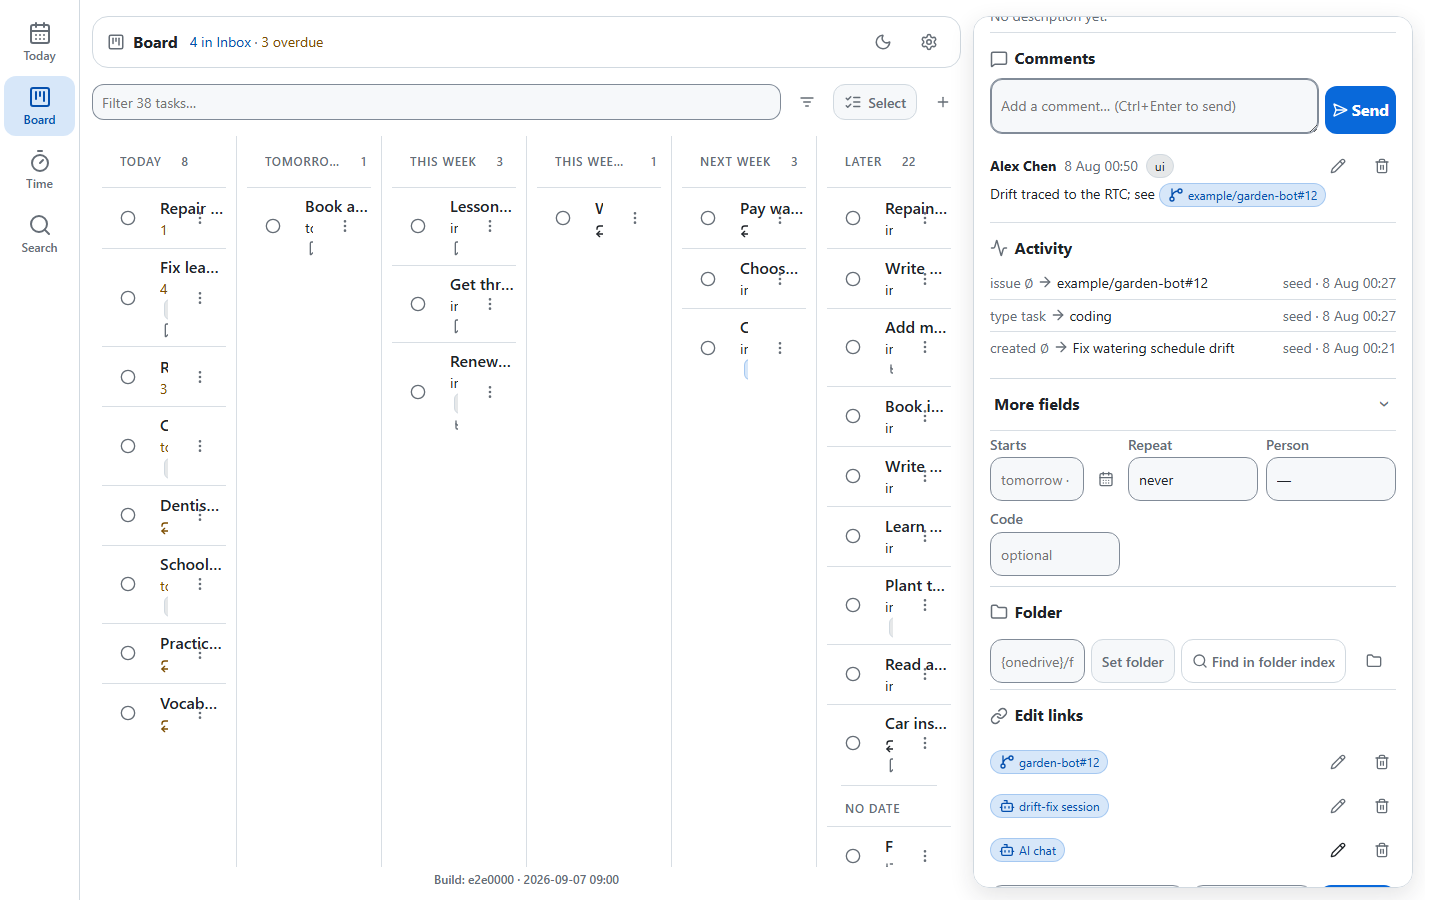 Today
Board
Time
Search
Board
4 in Inbox · 3 overdue
Filter 38 tasks...
Select
TODAY 8
Repair ...
1
Fix lea...
4
R
3
C
Dentis...
School...
Practic...
Vocab...
TOMORRO... 1
Book a...
THIS WEEK 3
Lesson...
Get thr...
Renew...
THIS WEE... 1
NEXT WEEK 3
Pay wa...
Choos...
C
LATER 22
Repain...
Write ...
Add m...
Book i...
Write ...
Learn ...
Plant t...
Read a...
Car ins...
NO DATE
F
Build: e2e0000 · 2026-09-07 09:00
No description yet.
Comments
Add a comment... (Ctrl+Enter to send)
Send
Alex Chen 8 Aug 00:50 ui
Drift traced to the RTC; see example/garden-bot#12
Activity
issue ∅ → example/garden-bot#12 seed · 8 Aug 00:27
type task → coding seed · 8 Aug 00:27
created ∅ → Fix watering schedule drift seed · 8 Aug 00:21
More fields
Starts Repeat Person
tomorrow · never —
Code
optional
Folder
{onedrive}/f Set folder Find in folder index
Edit links
garden-bot#12
drift-fix session
AI chat